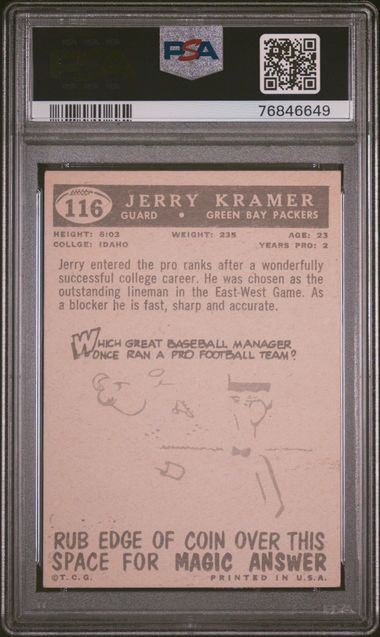 PSA
76846649
116
JERRY KRAMER
GUARD • GREEN BAY PACKERS
HEIGHT: 6:03 WEIGHT: 235 AGE: 23
COLLGE: IDAHO YEARS PRO: 2
Jerry entered the pro ranks after a wonderfully
successful college career. He was chosen as the
outstanding lineman in the East-West Game. As
a blocker he is fast, sharp and accurate.
WHICH GREAT BASEBALL MANAGER
ONCE RAN A PRO FOOTBALL TEAM?
RUB EDGE OF COIN OVER THIS
SPACE FOR MAGIC ANSWER
© T.C.G. PRINTED IN U.S.A.